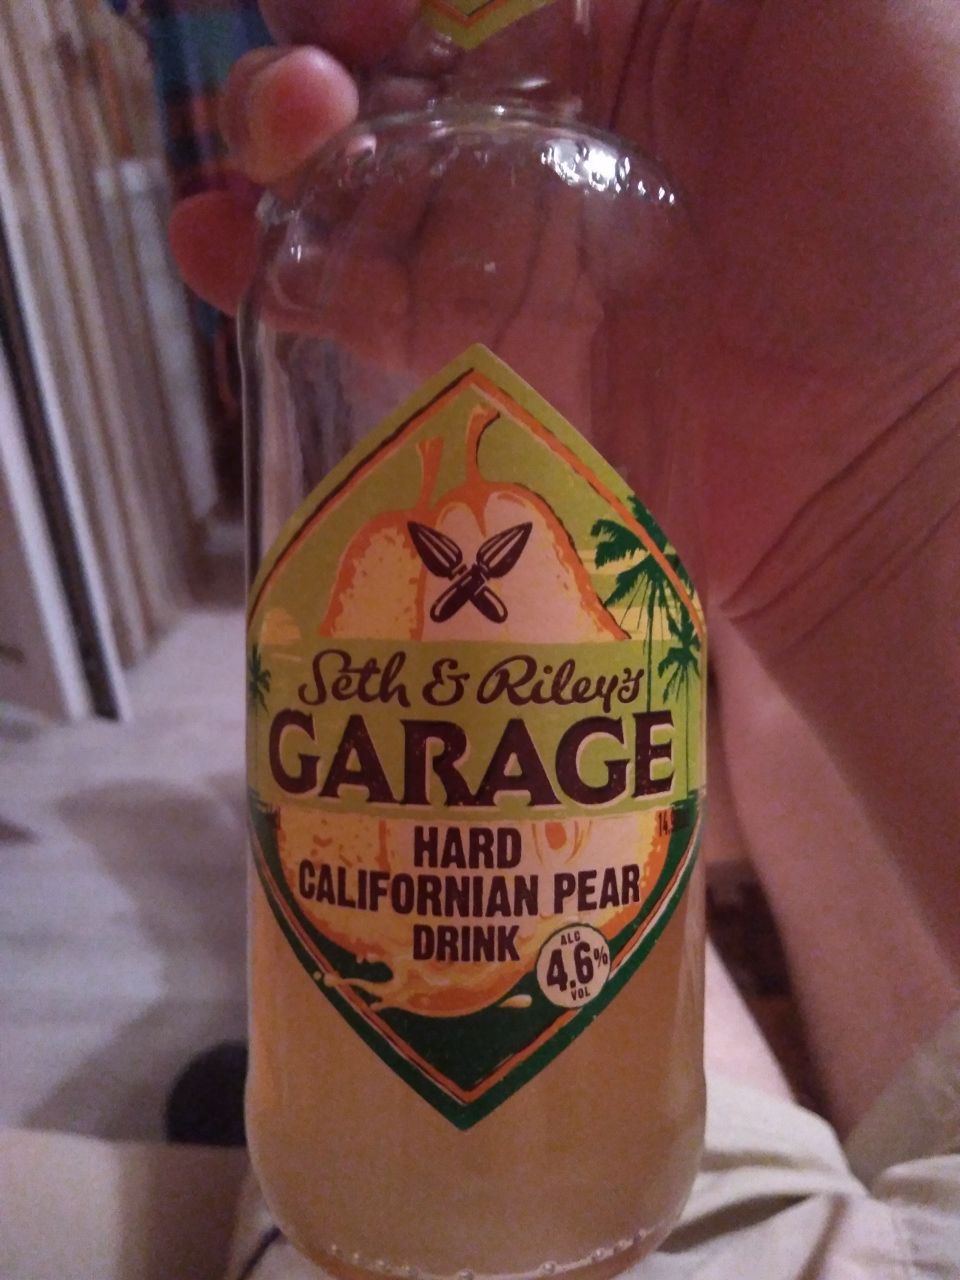 Seth & Riley's
GARAGE
HARD
CALIFORNIAN PEAR
DRINK
ALC
4.6%
VOL